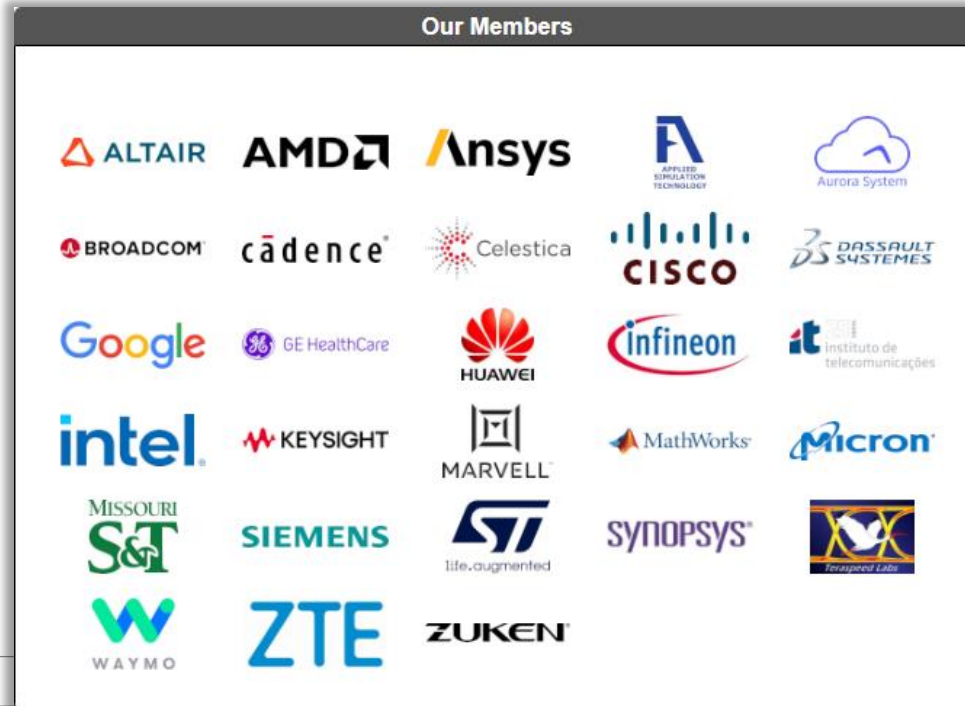 Our Members
ALTAIR
AMD
Ansys
APPLIED
SIMULATION
TECHNOLOGY
Aurora System
BROADCOM
cādence®
Celestica
CISCO
DASSAULT
SYSTEMES
Google
GE HealthCare
HUAWEI
infineon
it instituto de
telecomunicações
intel.
KEYSIGHT
MARVELL
MathWorks
Micron
MISSOURI
S&T
SIEMENS
ST
life.augmented
SYNOPSYS®
Teraspeed Labs
WAYMO
ZTE
ZUKEN®